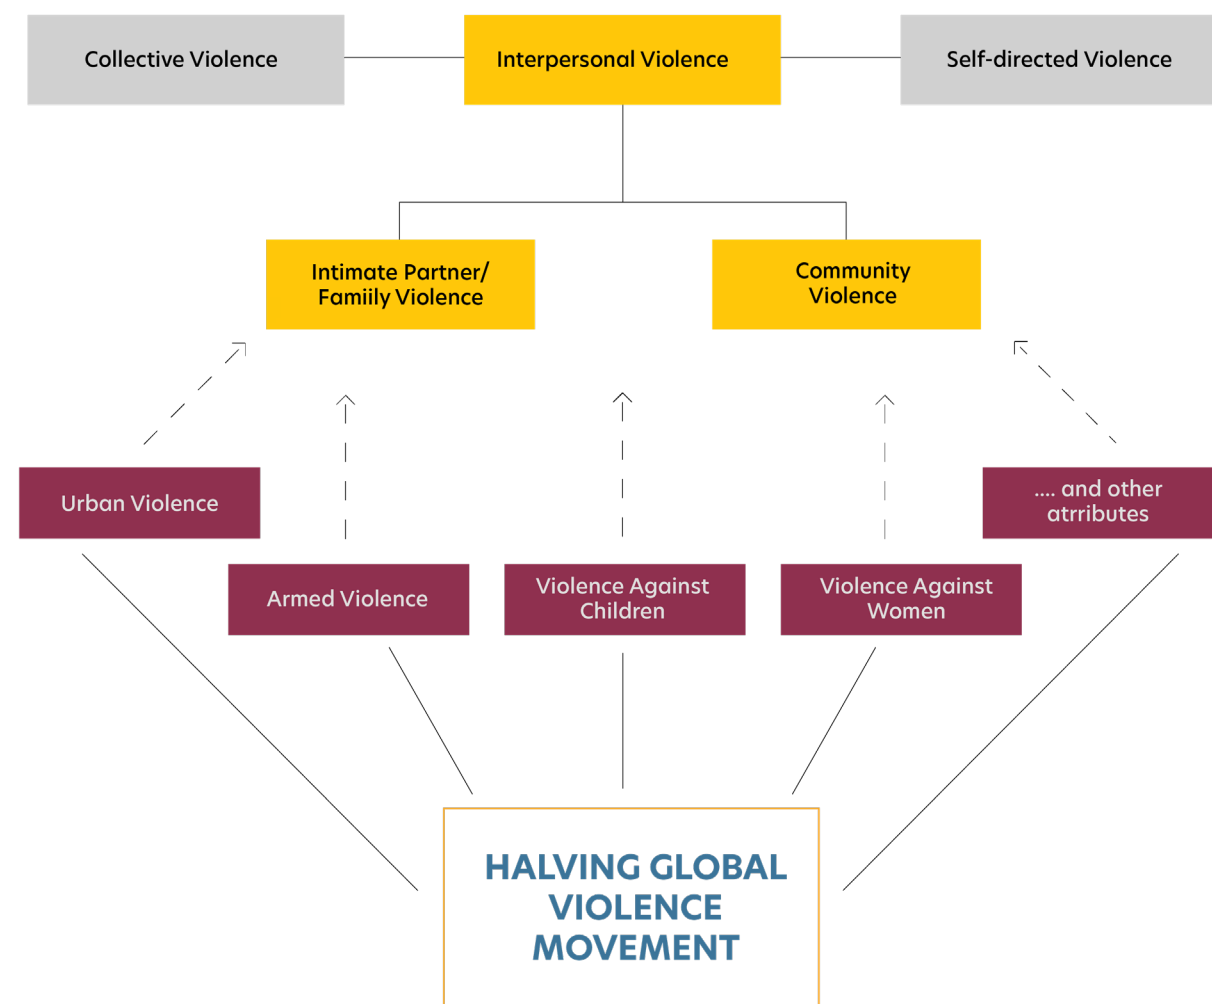 Collective Violence
Interpersonal Violence
Self-directed Violence
Intimate Partner/
Famiily Violence
Community
Violence
Urban Violence
.... and other
atrributes
Armed Violence
Violence Against
Children
Violence Against
Women
HALVING GLOBAL
VIOLENCE
MOVEMENT